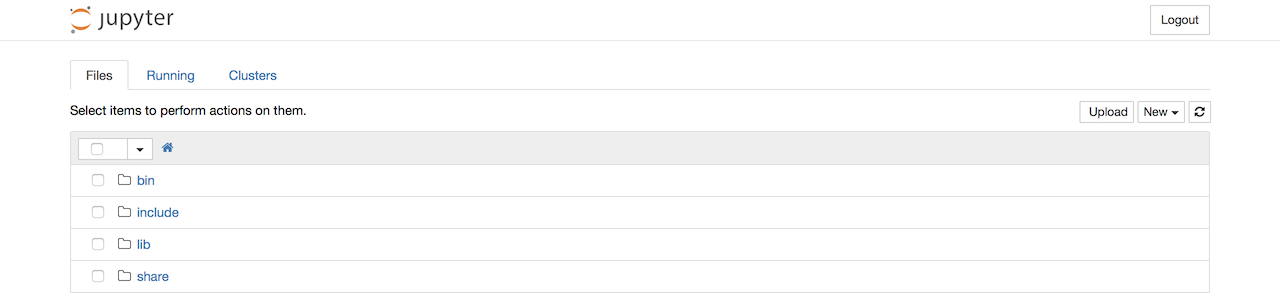 jupyter
Logout
Files Running Clusters
Select items to perform actions on them.
Upload New
bin
include
lib
share